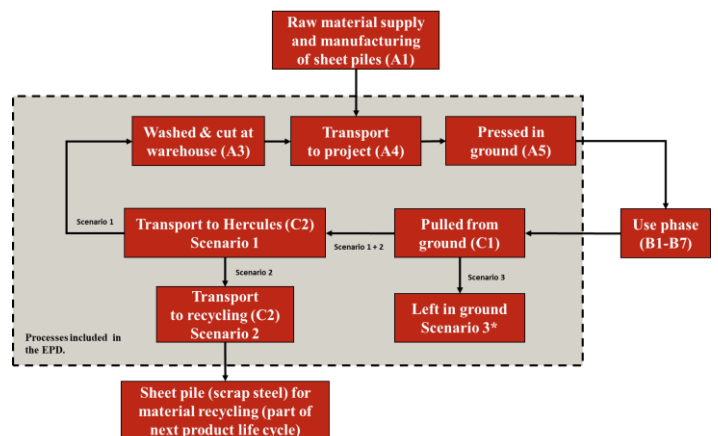 Raw material supply
and manufacturing
of sheet piles (A1)
Washed & cut at
warehouse (A3)
Transport
to project (A4)
Pressed in
ground (A5)
Scenario 1
Transport to Hercules (C2)
Scenario 1
Scenario 1 + 2
Pulled from
ground (C1)
Use phase
(B1-B7)
Scenario 2
Scenario 3
Transport
to recycling (C2)
Scenario 2
Left in ground
Scenario 3*
Processes included in
the EPD.
Sheet pile (scrap steel) for
material recycling (part of
next product life cycle)